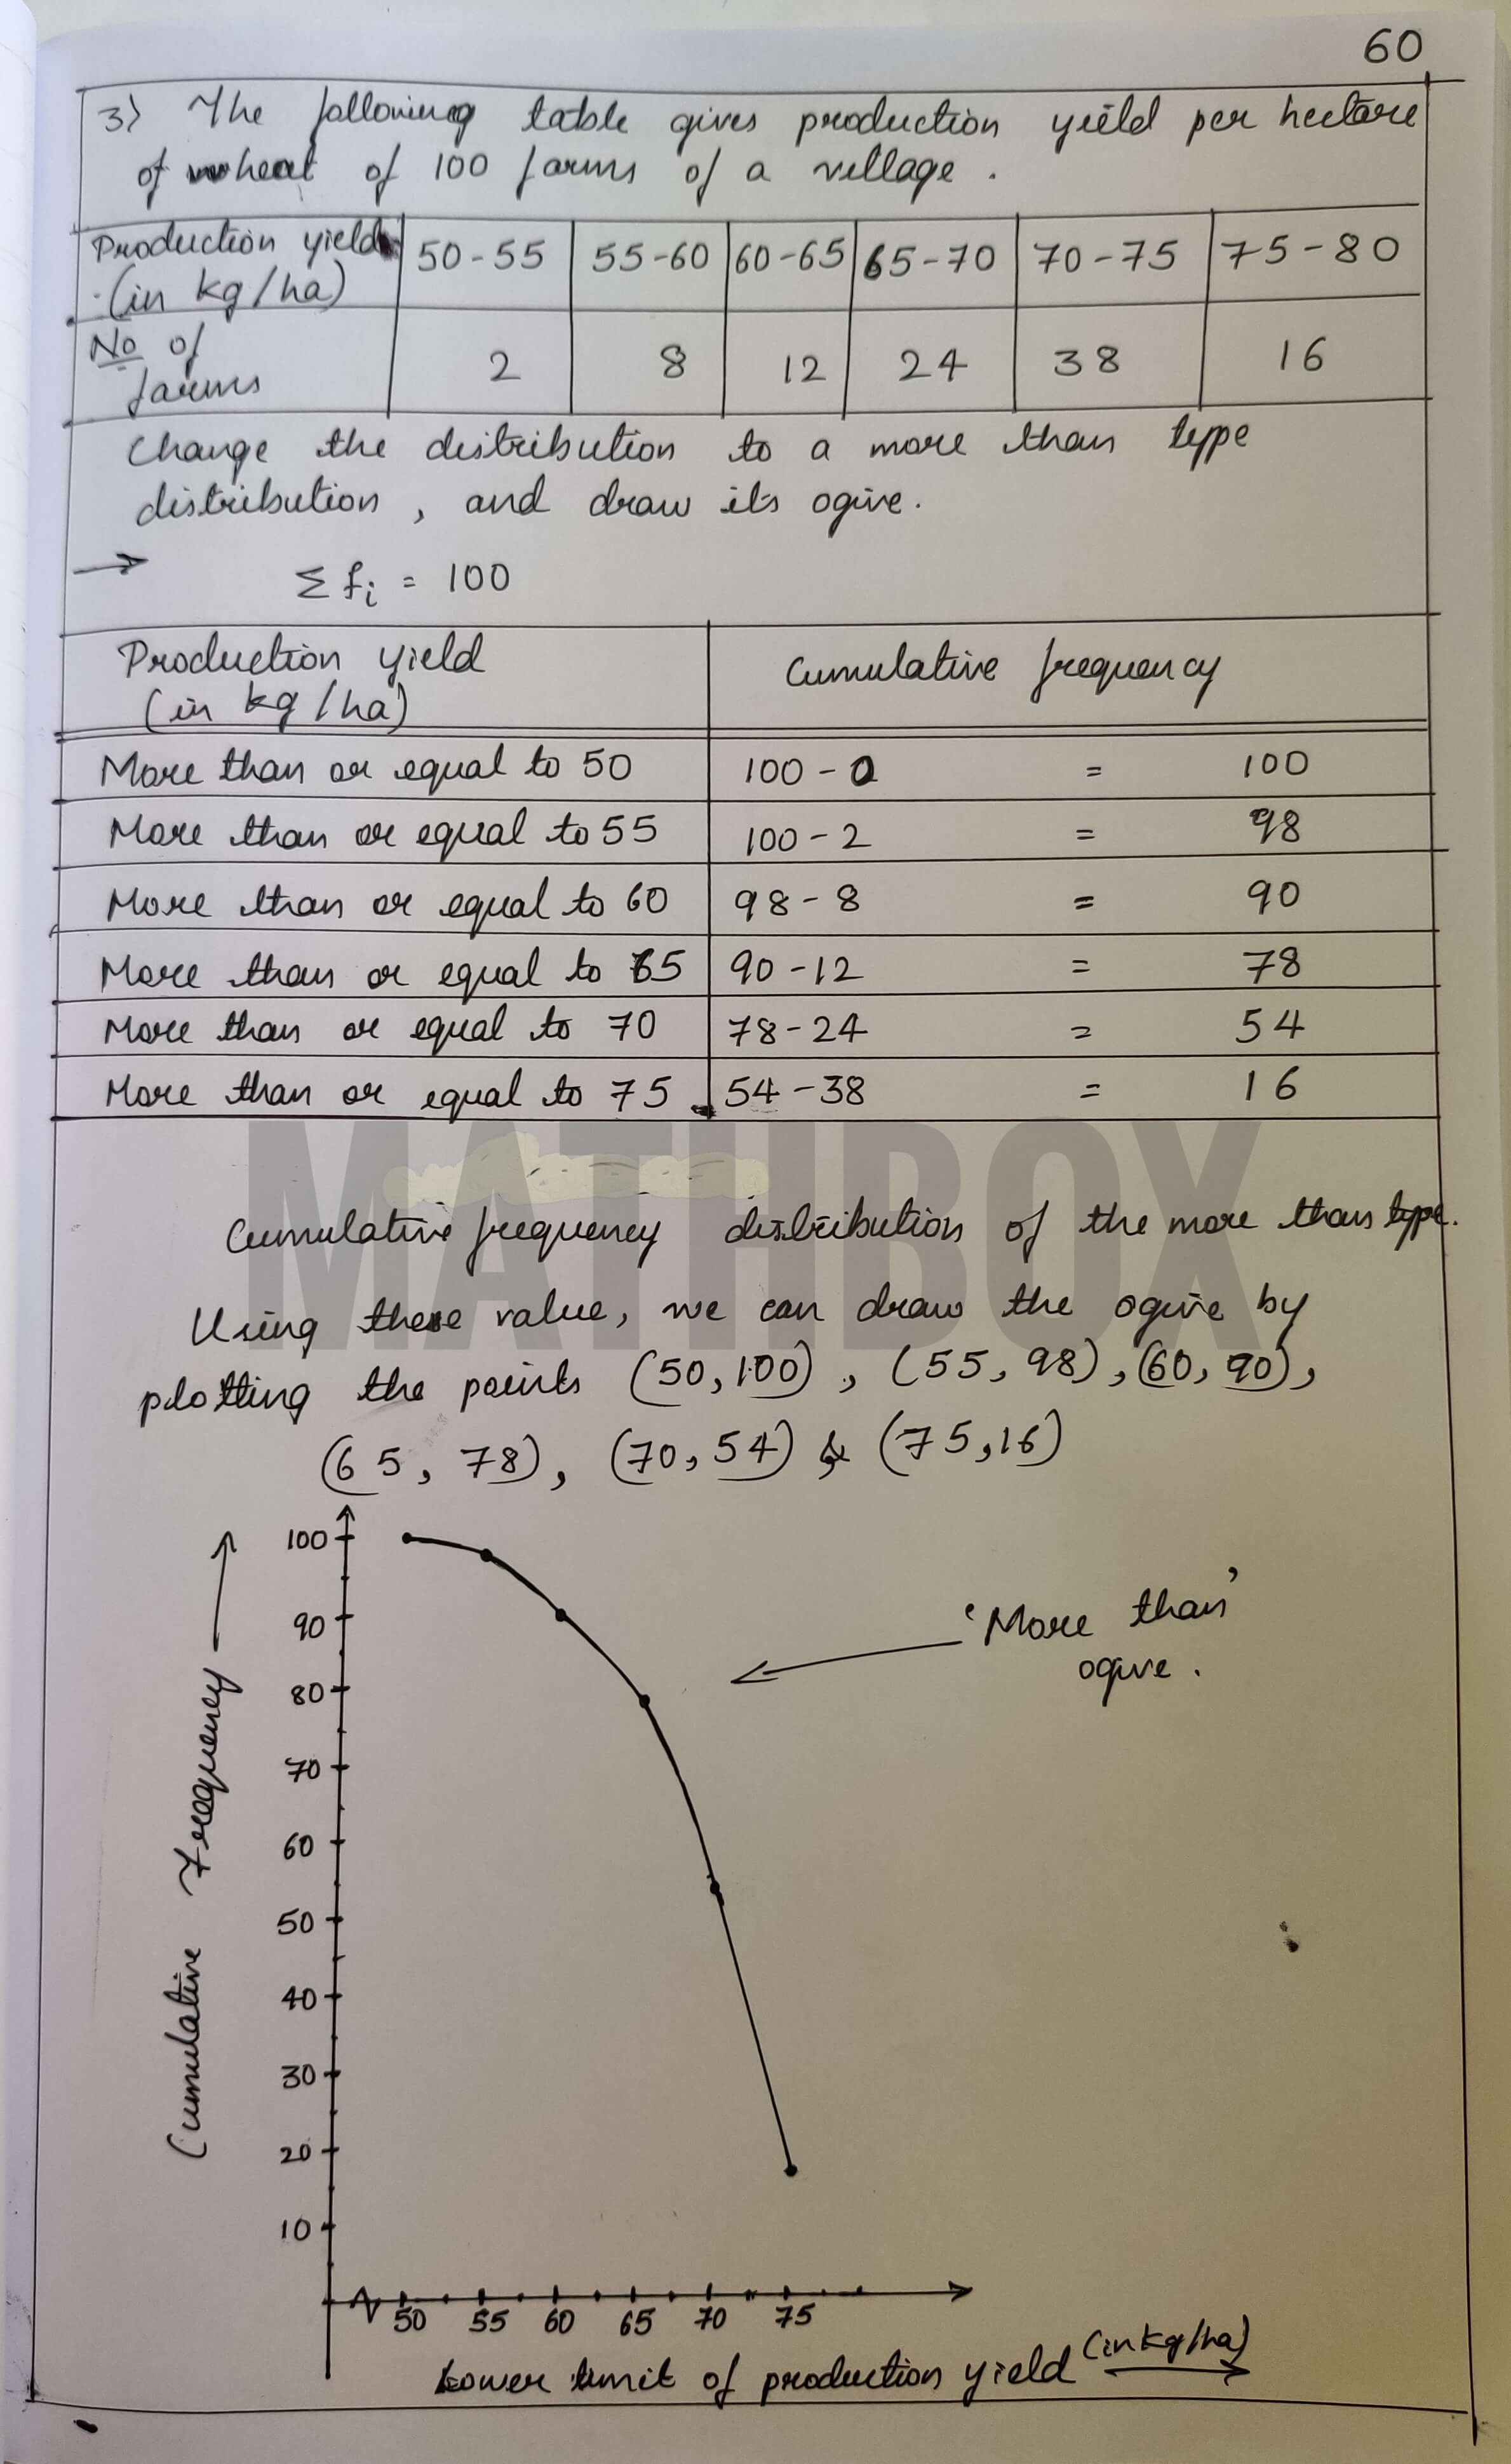 60
3) The following table gives production yield per hectare
of wheat of 100 farms of a village.
Production yield 50-55 55-60 60-65 65-70 70-75 75-80
(in kg/ha)
No of 2 8 12 24 38 16
farms
Change the distribution to a more than type
distribution, and draw its ogive.
→ Σfi = 100
Production yield Cumulative frequency
(in kg/ha)
More than or equal to 50 100-0 = 100
More than or equal to 55 100-2 = 98
More than or equal to 60 98-8 = 90
More than or equal to 65 90-12 = 78
More than or equal to 70 78-24 = 54
More than or equal to 75 54-38 = 16
MATHBOX
Cumulative frequency distribution of the more than type.
Using these value, we can draw the ogive by
plotting the points (50,100), (55,98), (60,90),
(65,78), (70,54) & (75,16)
Cumulative Frequency →
100
90
80
70
60
50
40
30
20
10
'More than'
ogive.
50 55 60 65 70 75
Lower limit of production yield (in kg/ha) →